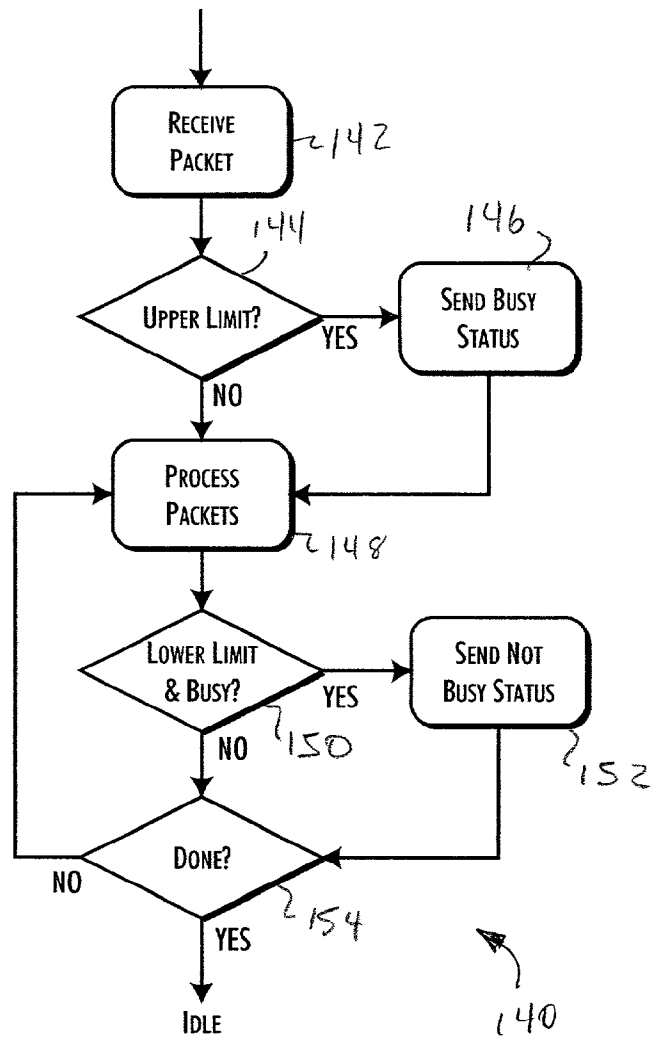 RECEIVE
PACKET
142
144
146
UPPER LIMIT?
YES
SEND BUSY
STATUS
NO
PROCESS
PACKETS
148
LOWER LIMIT
& BUSY?
YES
SEND NOT
BUSY STATUS
NO
150
152
DONE?
NO
154
YES
IDLE
140